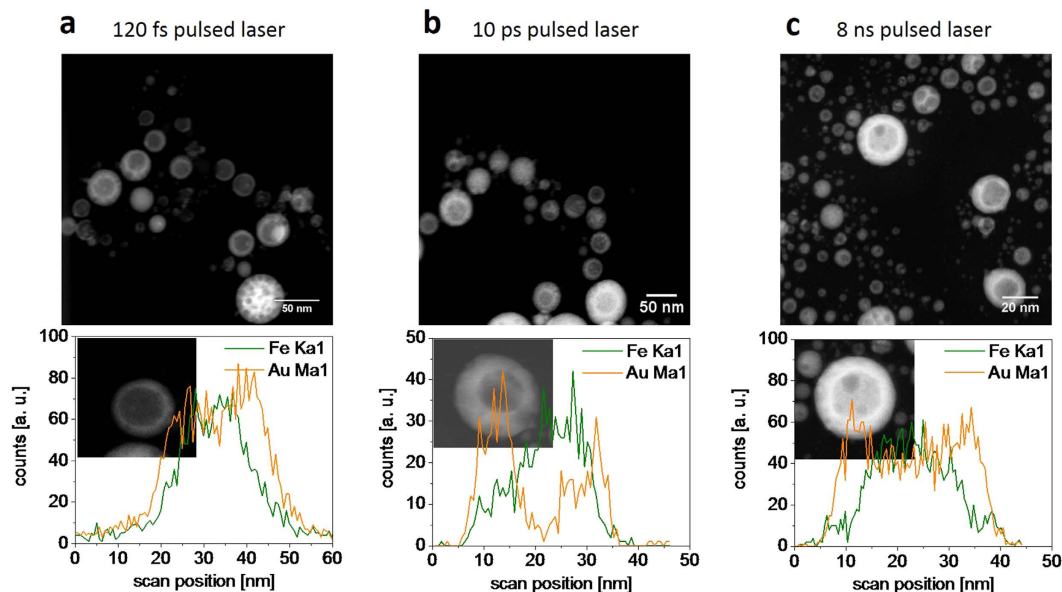 a
120 fs pulsed laser
50 nm
Fe Ka1
Au Ma1
counts [a. u.]
100
80
60
40
20
0
0 10 20 30 40 50 60
scan position [nm]
b
10 ps pulsed laser
50 nm
Fe Ka1
Au Ma1
counts [a. u.]
50
40
30
20
10
0
0 10 20 30 40 50
scan position [nm]
c
8 ns pulsed laser
20 nm
Fe Ka1
Au Ma1
counts [a. u.]
100
80
60
40
20
0
0 10 20 30 40 50
scan position [nm]